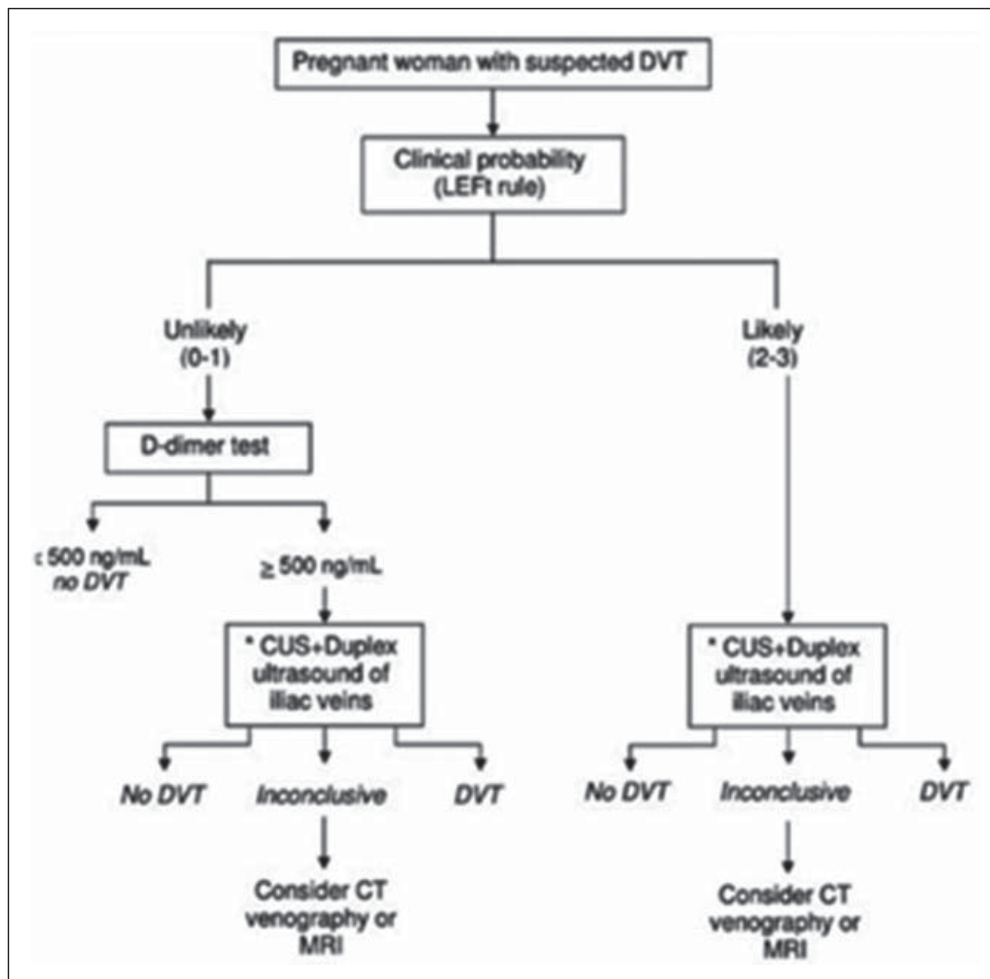 Pregnant woman with suspected DVT
Clinical probability
(LEFt rule)
Unlikely
(0-1)
Likely
(2-3)
D-dimer test
< 500 ng/mL
no DVT
≥ 500 ng/mL
* CUS+Duplex
ultrasound of
iliac veins
* CUS+Duplex
ultrasound of
iliac veins
No DVT
Inconclusive
DVT
No DVT
Inconclusive
DVT
Consider CT
venography or
MRI
Consider CT
venography or
MRI